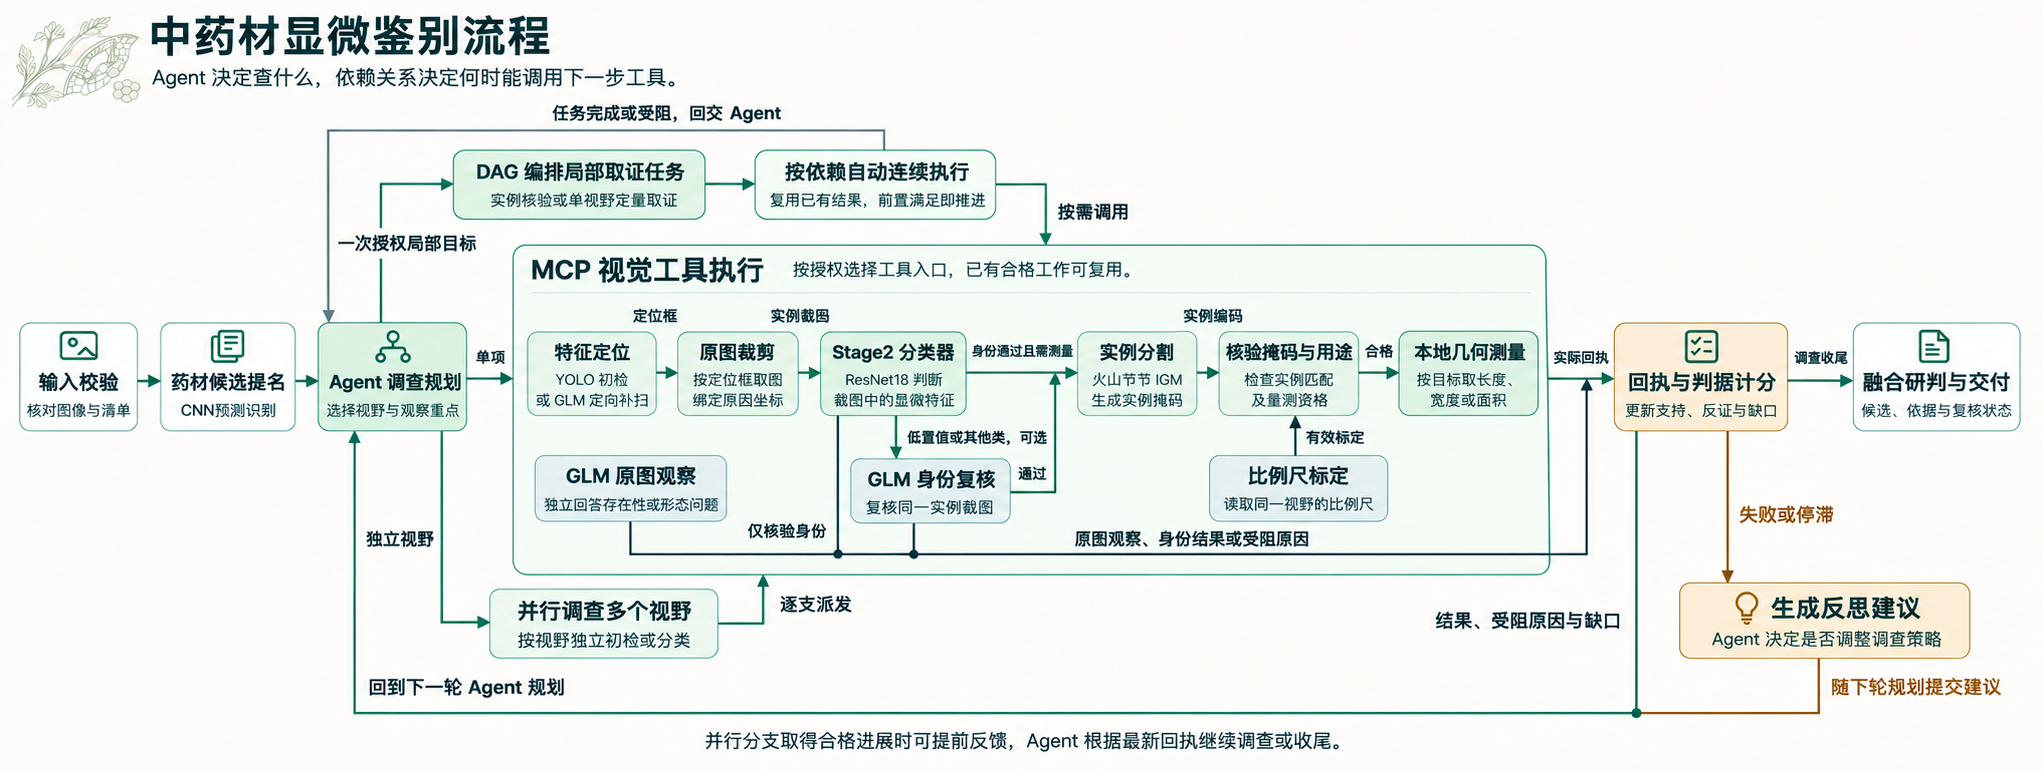 中药材显微鉴别流程
Agent 决定查什么，依赖关系决定何时能调用下一步工具。
任务完成或受阻，回交 Agent
DAG 编排局部取证任务
实例核验或单视野定量取证
按依赖自动连续执行
复用已有结果，前置满足即推进
按需调用
一次授权局部目标
MCP 视觉工具执行
按授权选择工具入口，已有合格工作可复用。
输入校验
核对图像与清单
药材候选提名
CNN预测识别
Agent 调查规划
选择视野与观察重点
单项
定位框
实例截图
实例编码
特征定位
YOLO 初检
或 GLM 定向补扫
原图裁剪
按定位框取图
绑定原因坐标
Stage2 分类器
ResNet18 判断
截图中的显微特征
身份通过且需测量
实例分割
火山节节 IGM
生成实例掩码
核验掩码与用途
检查实例匹配
及量测资格
合格
本地几何测量
按目标取长度、
宽度或面积
实际回执
回执与判据计分
更新支持、反证与缺口
调查收尾
融合研判与交付
候选、依据与复核状态
低置值或其他类，可选
有效标定
GLM 原图观察
独立回答存在性或形态问题
GLM 身份复核
复核同一实例截图
通过
比例尺标定
读取同一视野的比例尺
仅核验身份
原图观察、身份结果或受阻原因
独立视野
失败或停滞
并行调查多个视野
按视野独立初检或分类
逐支派发
结果、受阻原因与缺口
生成反思建议
Agent 决定是否调整调查策略
回到下一轮 Agent 规划
随下轮规划提交建议
并行分支取得合格进展时可提前反馈，Agent 根据最新回执继续调查或收尾。